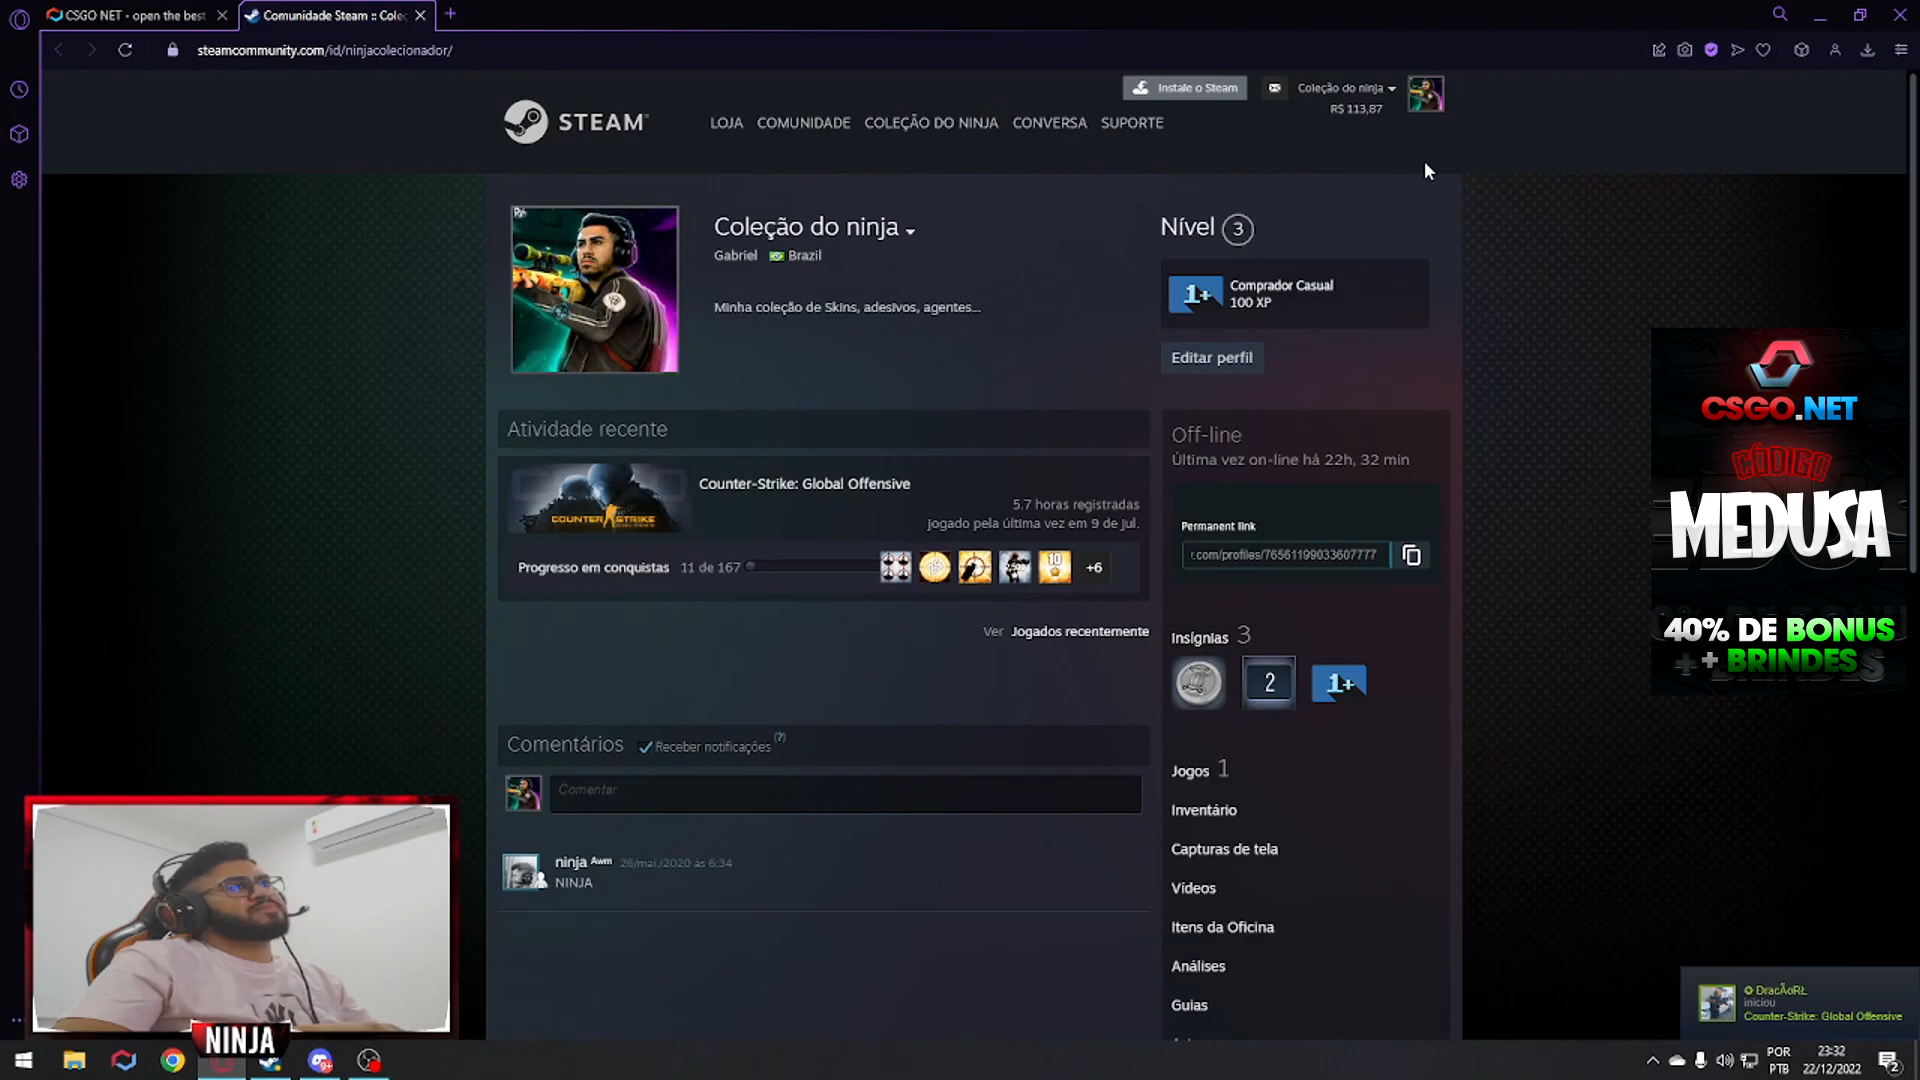 CSGO NET - open the best
Comunidade Steam :: Cole
steamcommunity.com/id/ninjacolecionador/
Instale o Steam
Coleção do ninja
R$ 113,87
STEAM
LOJA
COMUNIDADE
COLEÇÃO DO NINJA
CONVERSA
SUPORTE
Coleção do ninja
Gabriel
Brazil
Minha coleção de Skins, adesivos, agentes...
Nível 3
1+
Comprador Casual
100 XP
Editar perfil
Atividade recente
COUNTER STRIKE
Counter-Strike: Global Offensive
5.7 horas registradas
Jogado pela última vez em 9 de jul.
Progresso em conquistas 11 de 167
10
+6
Ver Jogados recentemente
Off-line
Última vez on-line há 22h, 32 min
Permanent link
.com/profiles/76561199033607777
Insígnias 3
2
1+
Jogos 1
Inventário
Capturas de tela
Vídeos
Itens da Oficina
Análises
Guias
Comentários
Receber notificações (?)
Comentar
ninja Awm 26/mai./2020 às 6:34
NINJA
CSGO.NET
CÓDIGO
MEDUSA
40% DE BONUS
+ BRINDES
NINJA
DracÃoRŁ
iniciou
Counter-Strike: Global Offensive
9+
POR
PTB
23:32
22/12/2022
2